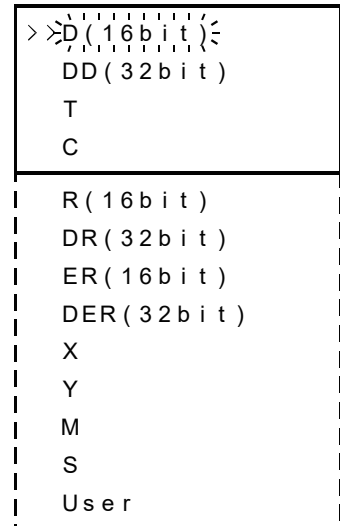 >>D(16bit)
DD(32bit)
T
C
R(16bit)
DR(32bit)
ER(16bit)
DER(32bit)
X
Y
M
S
User